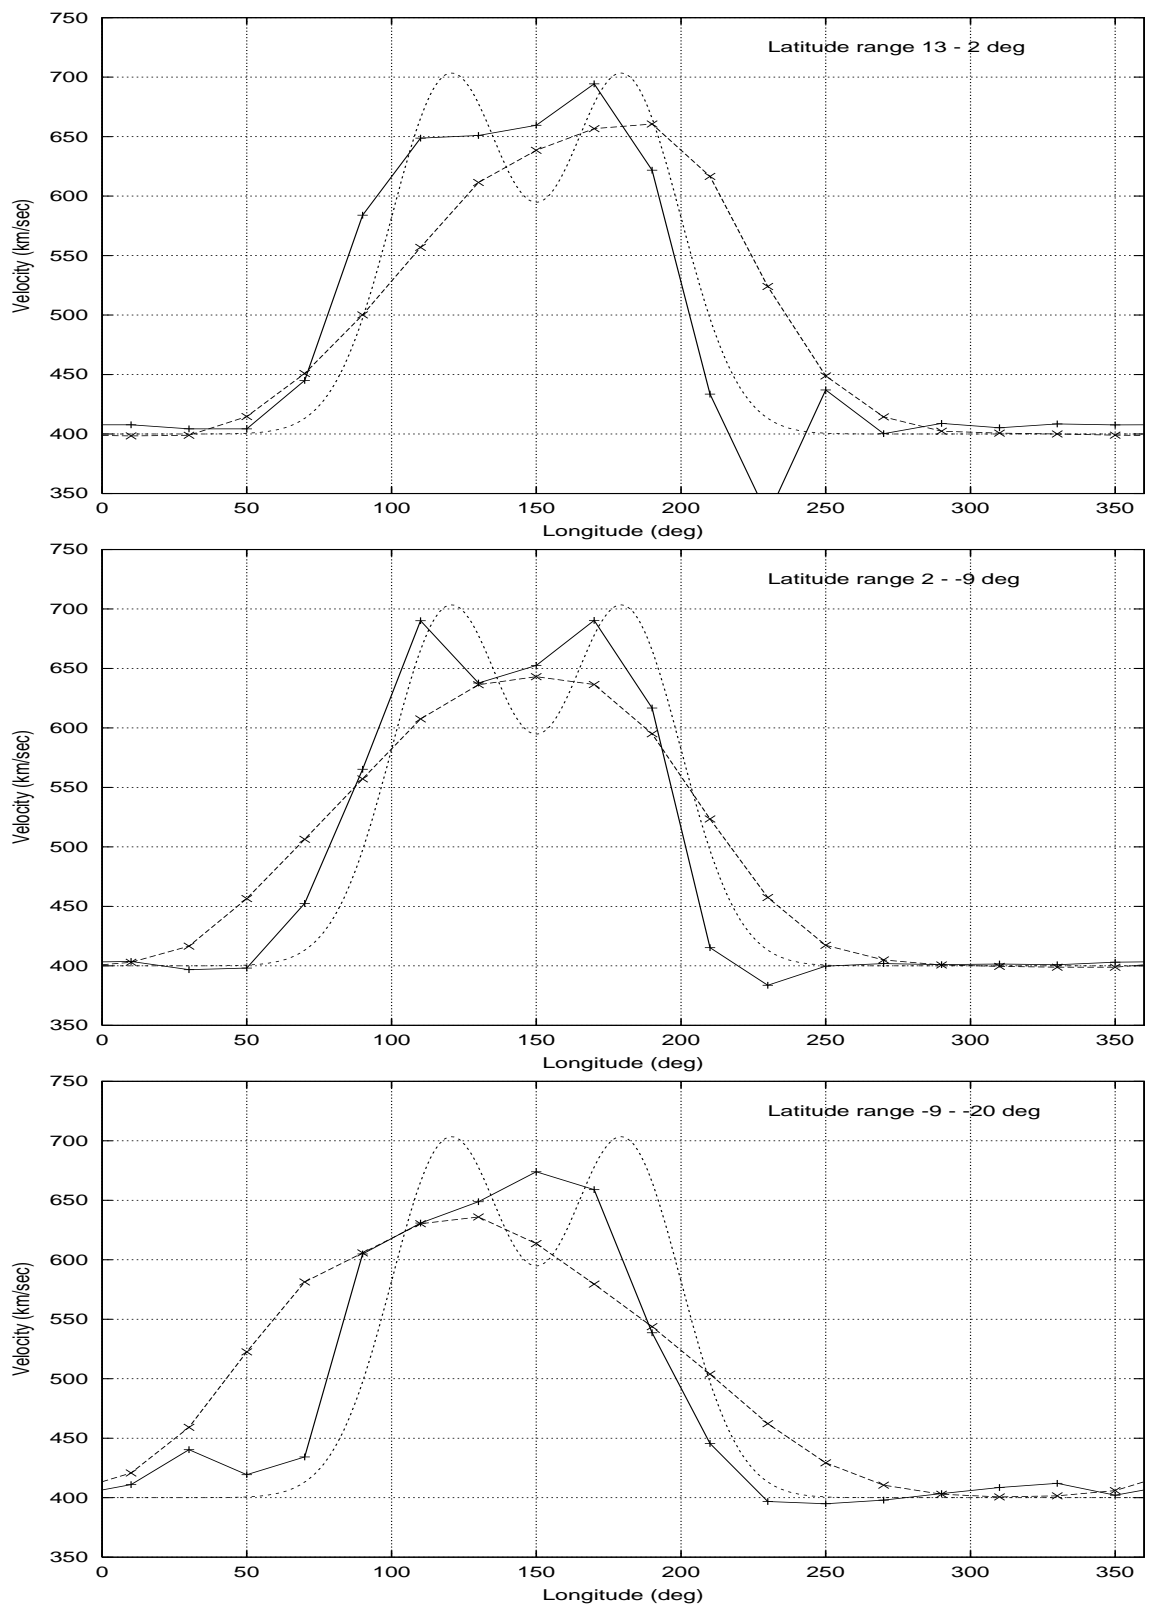 750
700
650
600
550
500
450
400
350
Velocity (km/sec)
Latitude range 13 - 2 deg
0 50 100 150 200 250 300 350
Longitude (deg)
750
700
650
600
550
500
450
400
350
Velocity (km/sec)
Latitude range 2 - -9 deg
0 50 100 150 200 250 300 350
Longitude (deg)
750
700
650
600
550
500
450
400
350
Velocity (km/sec)
Latitude range -9 - -20 deg
0 50 100 150 200 250 300 350
Longitude (deg)